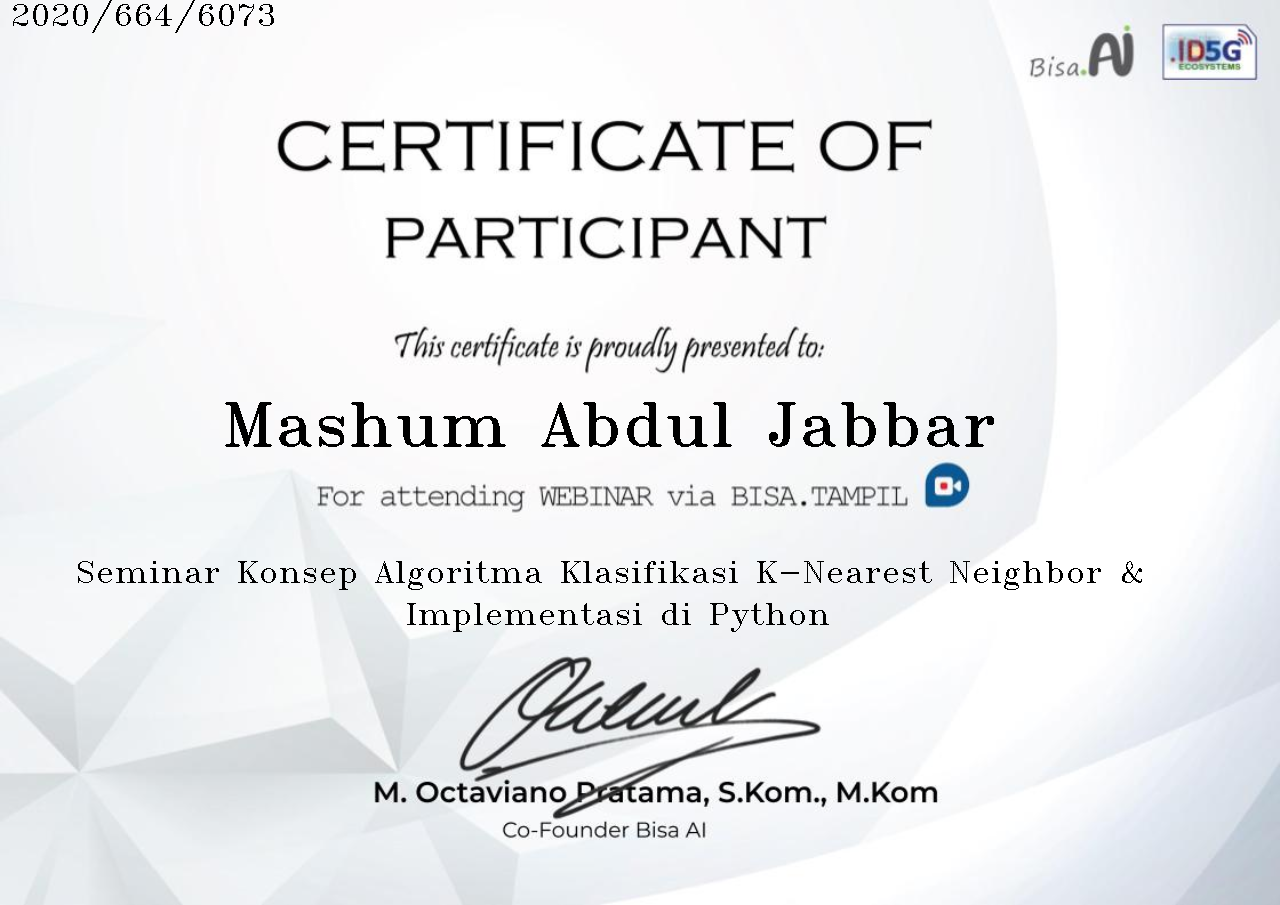 2020/664/6073
Bisa.AI
.ID5G
ECOSYSTEMS
CERTIFICATE OF
PARTICIPANT
This certificate is proudly presented to:
Mashum Abdul Jabbar
For attending WEBINAR via BISA.TAMPIL
Seminar Konsep Algoritma Klasifikasi K-Nearest Neighbor &
Implementasi di Python
M. Octaviano Pratama, S.Kom., M.Kom
Co-Founder Bisa AI